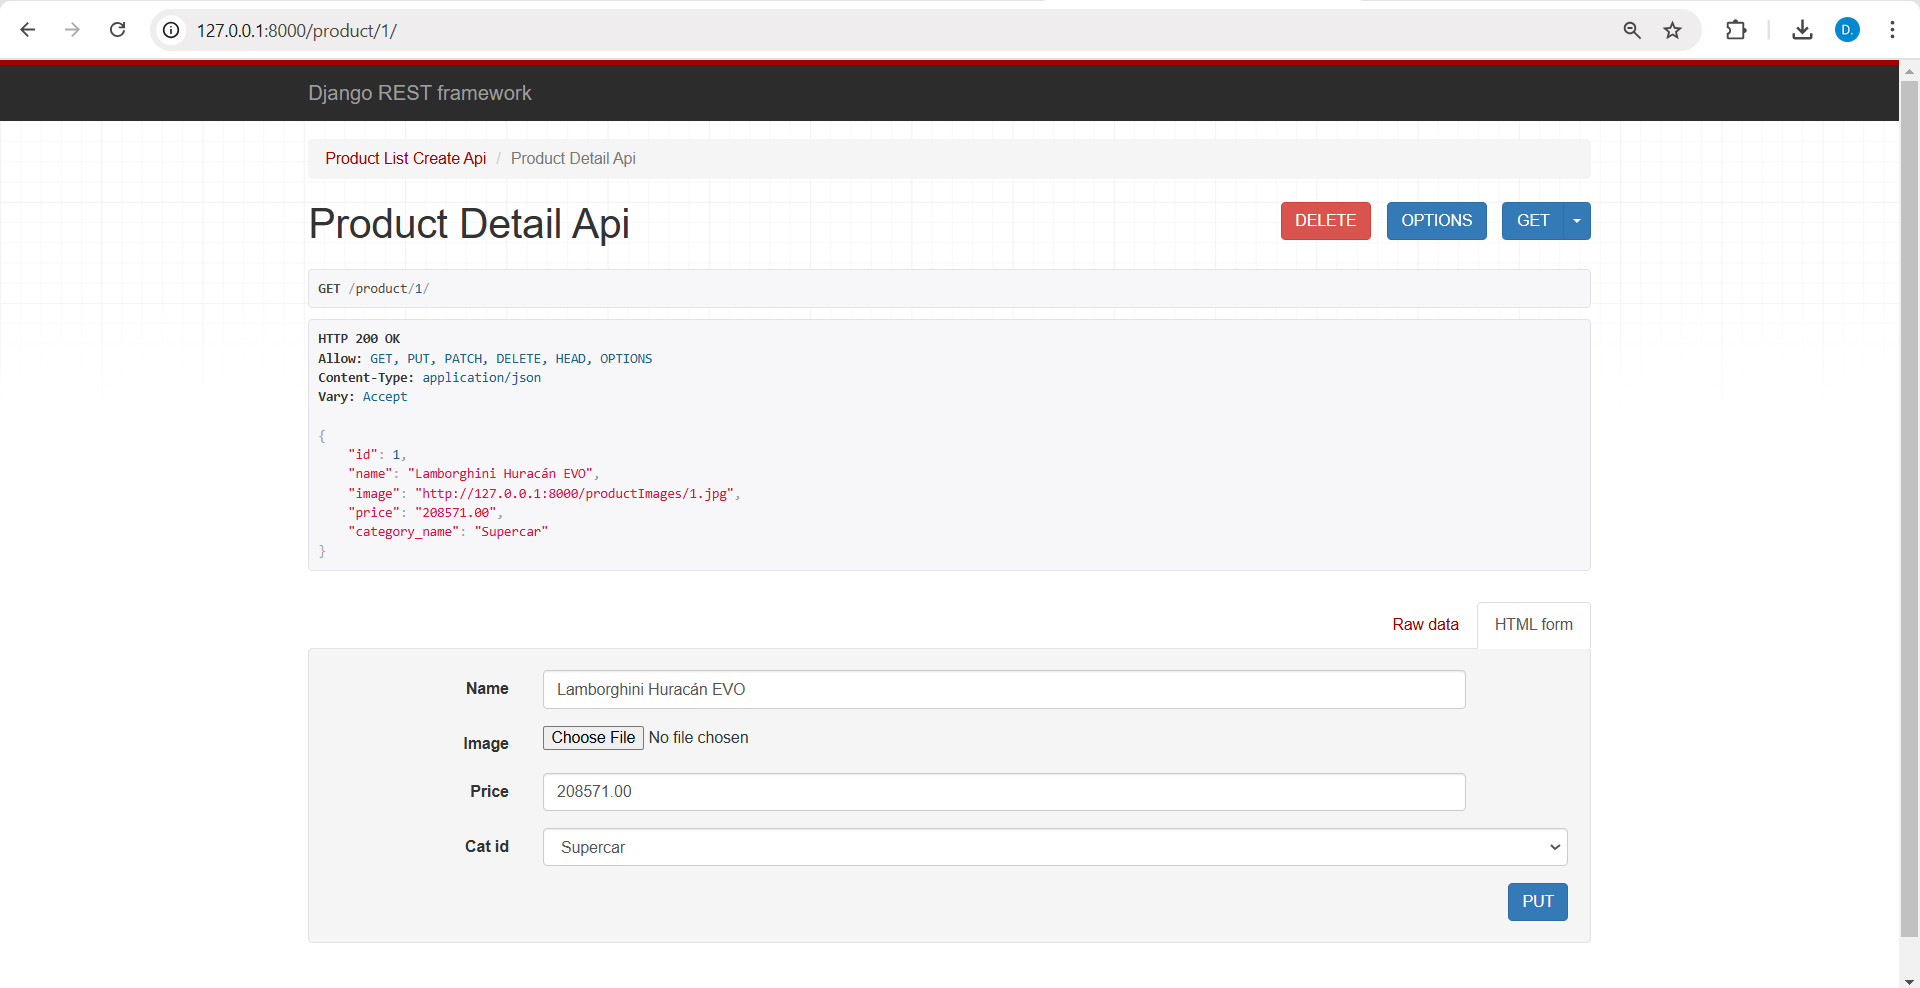 127.0.0.1:8000/product/1/
D.
Django REST framework
Product List Create Api / Product Detail Api
Product Detail Api
DELETE OPTIONS GET
GET /product/1/
HTTP 200 OK
Allow: GET, PUT, PATCH, DELETE, HEAD, OPTIONS
Content-Type: application/json
Vary: Accept
{
"id": 1,
"name": "Lamborghini Huracán EVO",
"image": "http://127.0.0.1:8000/productImages/1.jpg",
"price": "208571.00",
"category_name": "Supercar"
}
Raw data HTML form
Name Lamborghini Huracán EVO
Image Choose File No file chosen
Price 208571.00
Cat id Supercar
PUT